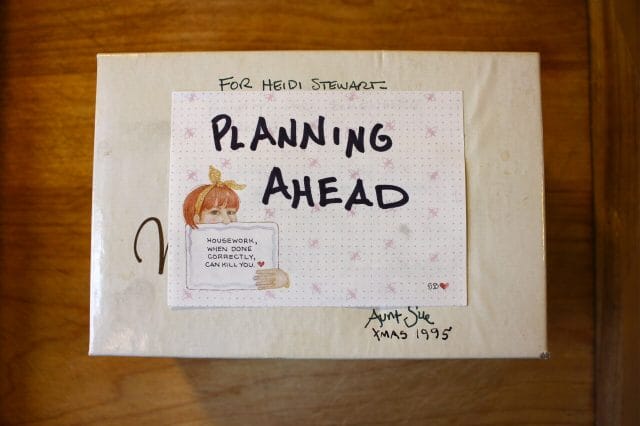 FOR HEIDI STEWART-
PLANNING
AHEAD
HOUSEWORK,
WHEN DONE
CORRECTLY,
CAN KILL YOU.
Aunt Sue
XMAS 1995